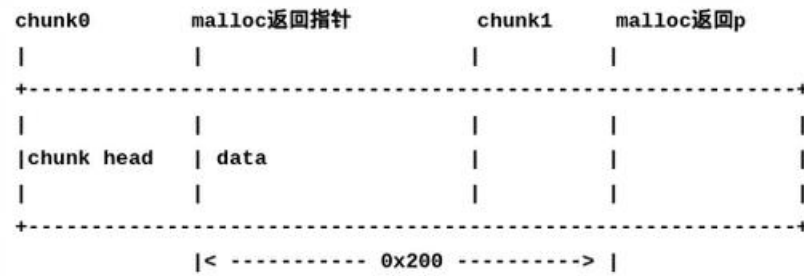 chunk0 malloc返回指针 chunk1 malloc返回p
| | | |
+---------------------------------------------------------------+
| | | | |
|chunk head | data | | |
| | | | |
+---------------------------------------------------------------+
|< ----------- 0x200 ----------> |